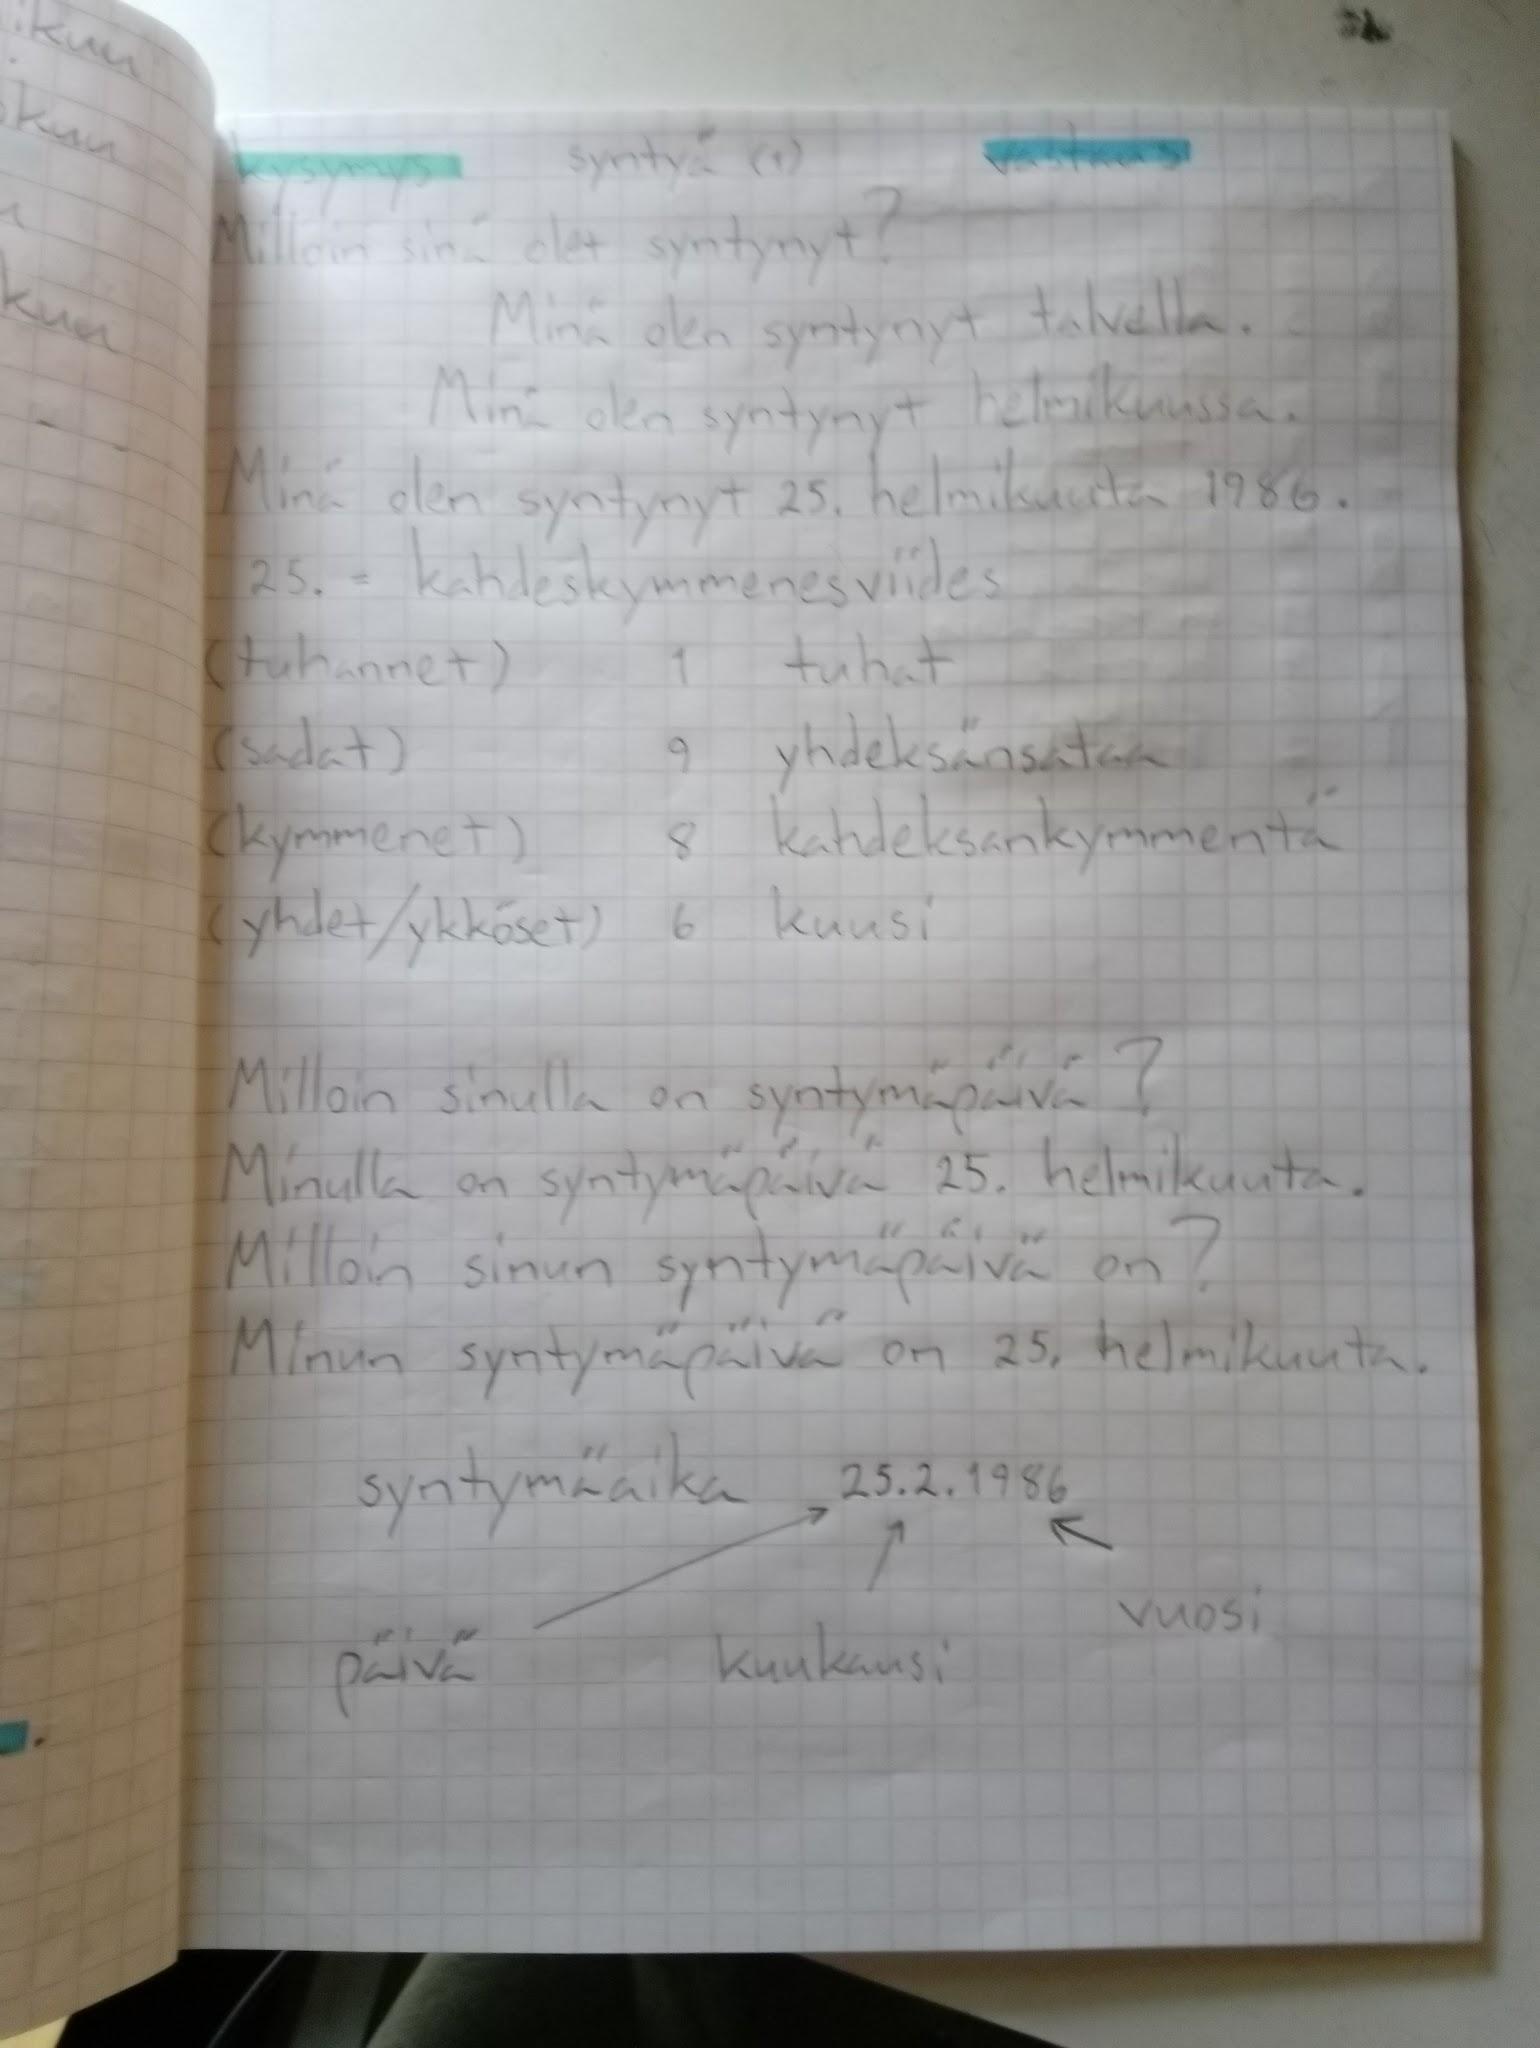 kysymys syntyä (1) vastaus
Milloin sinä olet syntynyt?
Minä olen syntynyt talvella.
Minä olen syntynyt helmikuussa.
Minä olen syntynyt 25. helmikuuta 1986.
25. = kahdeskymmenesviides
(tuhannet) 1 tuhat
(sadat) 9 yhdeksänsataa
(kymmenet) 8 kahdeksankymmentä
(yhdet/ykköset) 6 kuusi
Milloin sinulla on syntymäpäivä?
Minulla on syntymäpäivä 25. helmikuuta.
Milloin sinun syntymäpäivä on?
Minun syntymäpäivä on 25. helmikuuta.
syntymäaika 25.2.1986
päivä kuukausi vuosi